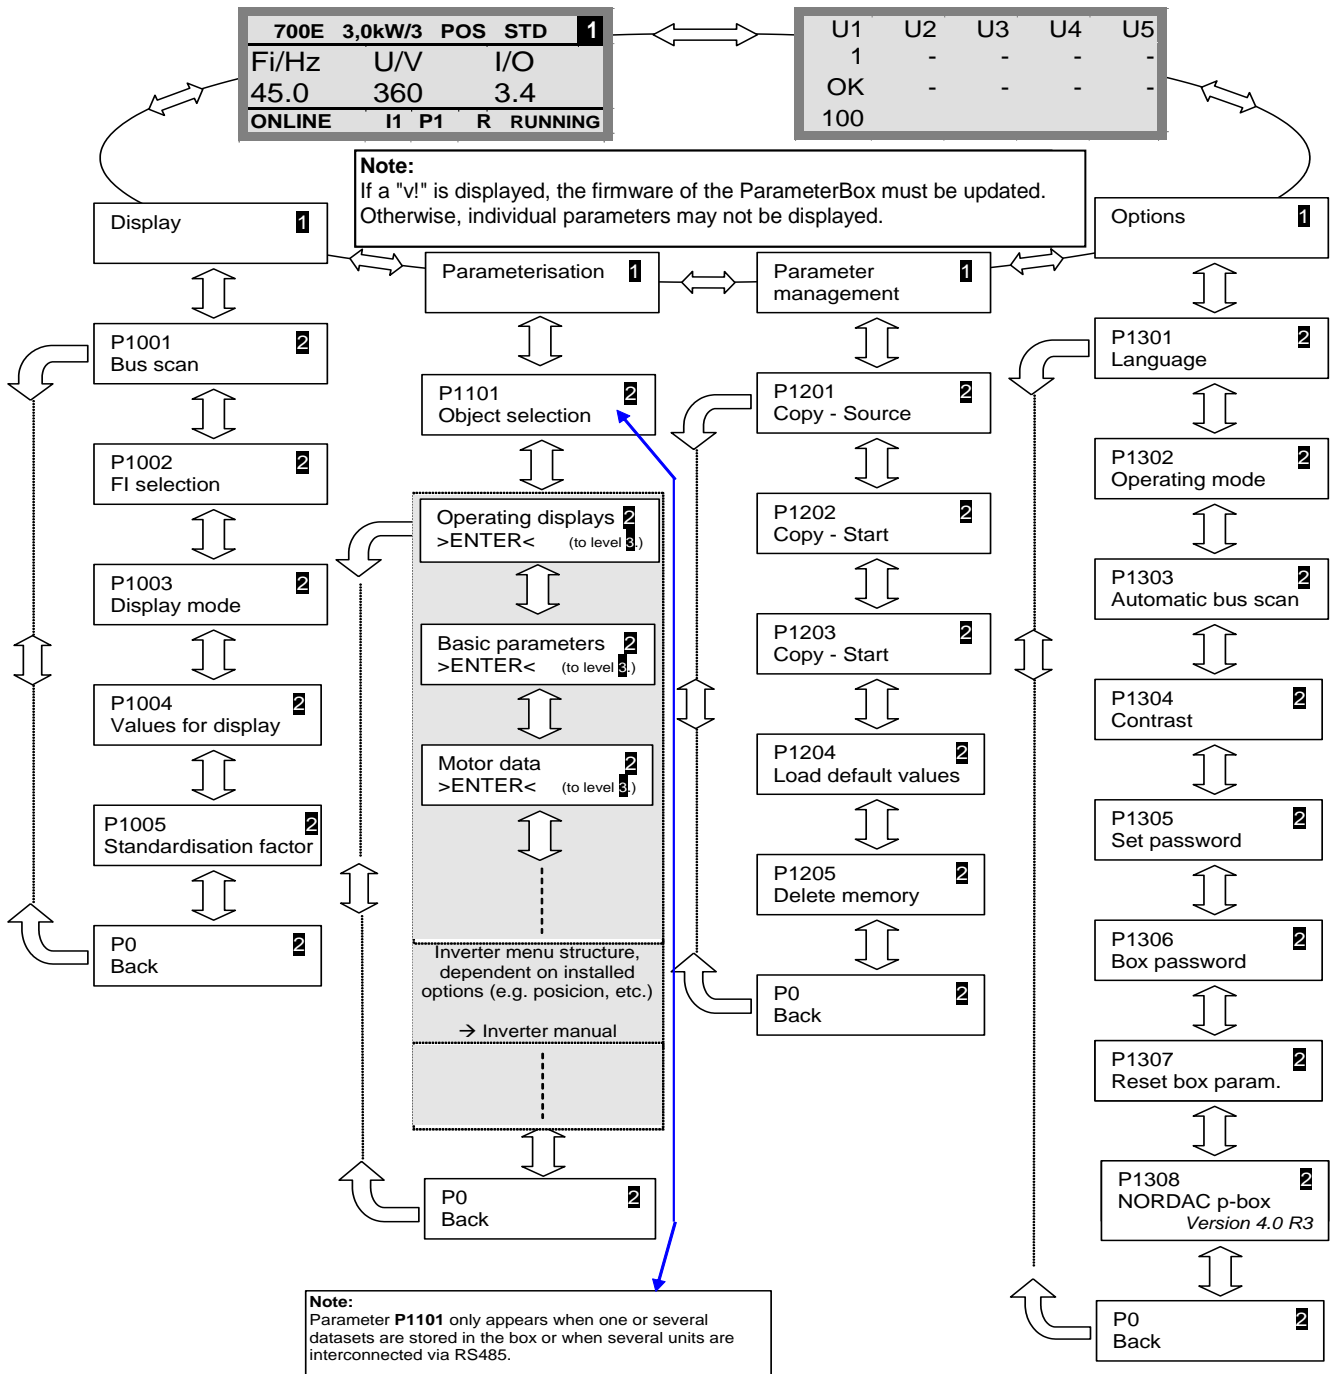 700E 3,0kW/3 POS STD 1
Fi/Hz U/V I/O
45.0 360 3.4
ONLINE I1 P1 R RUNNING
U1 U2 U3 U4 U5
1 - - - -
OK - - - -
100
Note:
If a "v!" is displayed, the firmware of the ParameterBox must be updated.
Otherwise, individual parameters may not be displayed.
Display 1
P1001 2
Bus scan
P1002 2
FI selection
P1003 2
Display mode
P1004 2
Values for display
P1005 2
Standardisation factor
P0 2
Back
Parameterisation 1
P1101 2
Object selection
Operating displays 2
>ENTER< (to level 3.)
Basic parameters 2
>ENTER< (to level 3.)
Motor data 2
>ENTER< (to level 3.)
Inverter menu structure,
dependent on installed
options (e.g. posicion, etc.)
→ Inverter manual
P0 2
Back
Parameter 1
management
P1201 2
Copy - Source
P1202 2
Copy - Start
P1203 2
Copy - Start
P1204 2
Load default values
P1205 2
Delete memory
P0 2
Back
Options 1
P1301 2
Language
P1302 2
Operating mode
P1303 2
Automatic bus scan
P1304 2
Contrast
P1305 2
Set password
P1306 2
Box password
P1307 2
Reset box param.
P1308 2
NORDAC p-box
Version 4.0 R3
P0 2
Back
Note:
Parameter P1101 only appears when one or several
datasets are stored in the box or when several units are
interconnected via RS485.